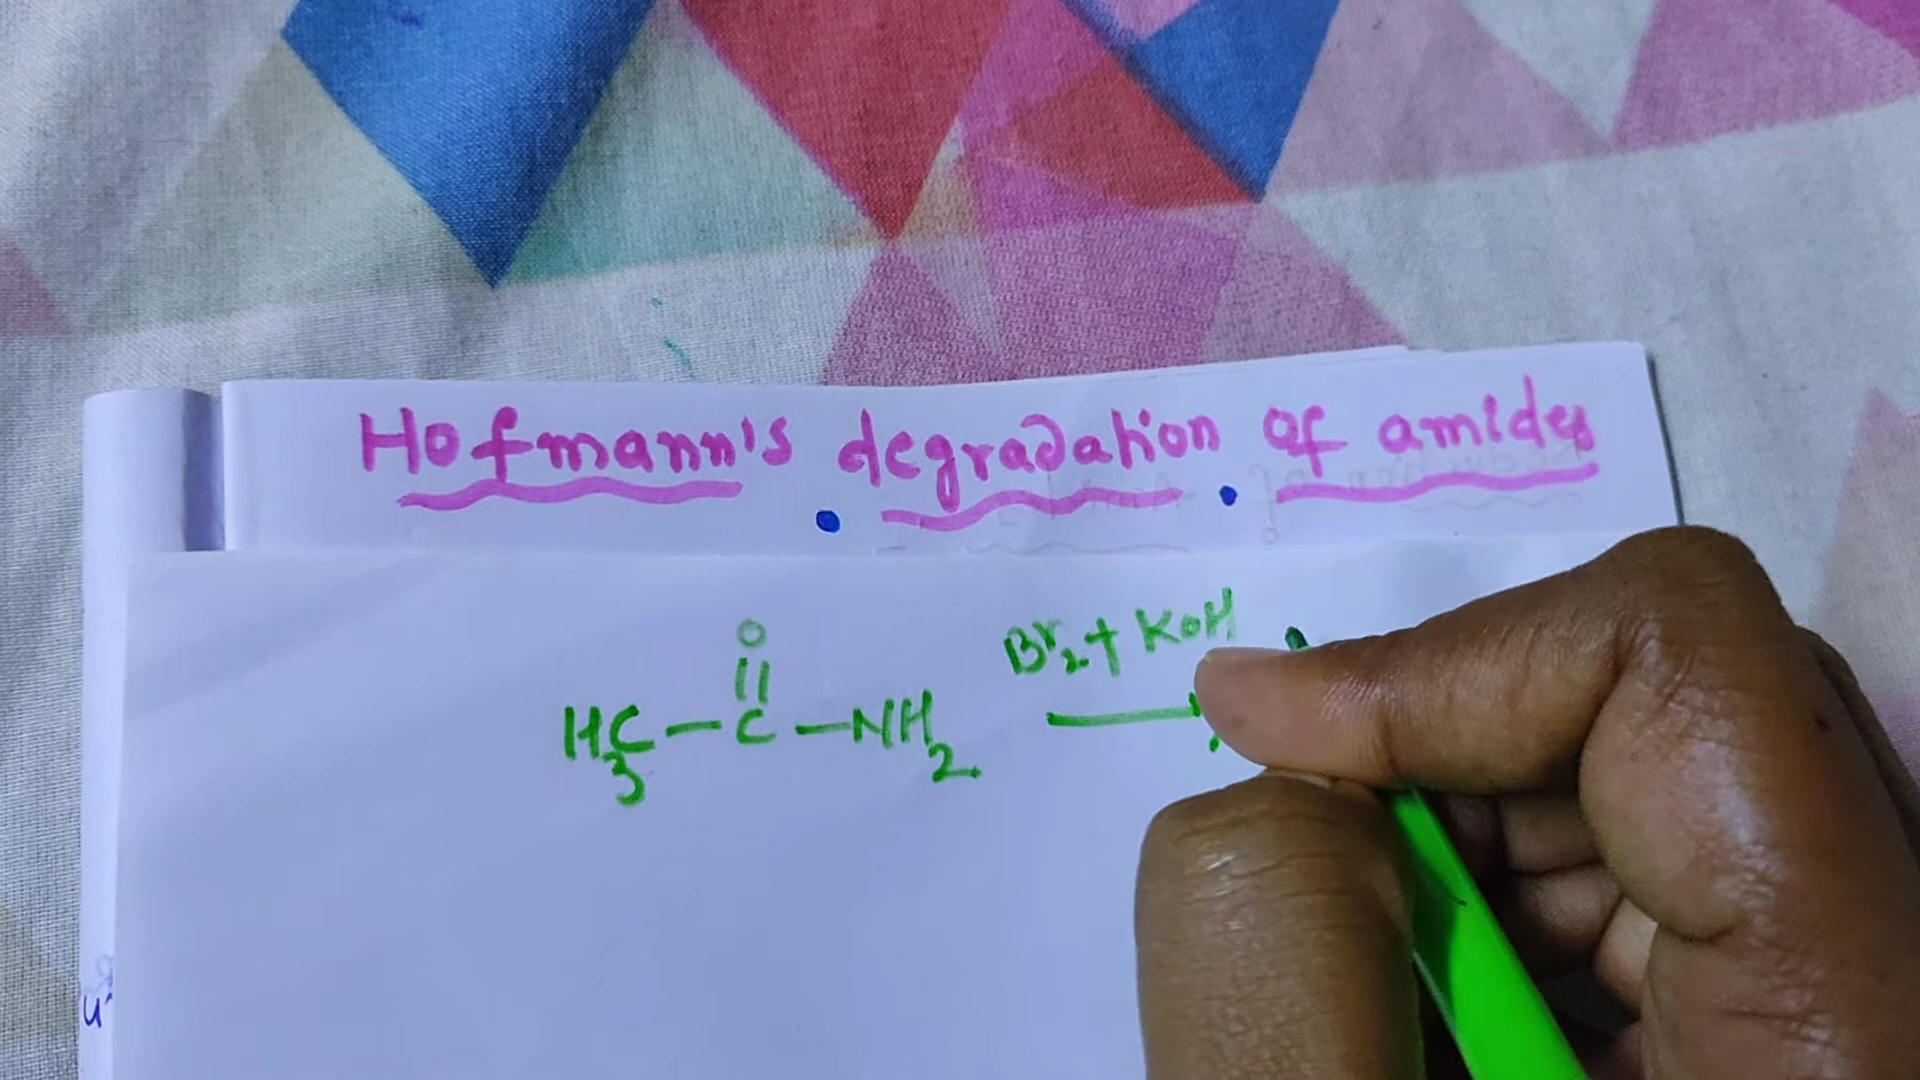 Hofmann's degradation of amides
O
||
H3C - C - NH2
Br2 + KOH